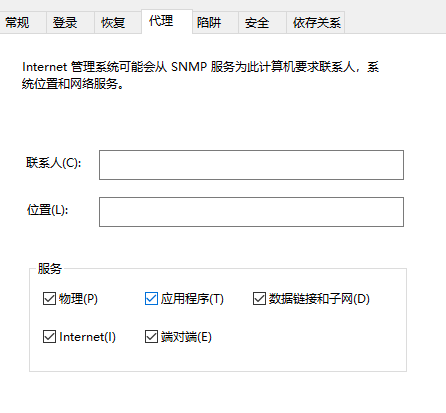 常规 登录 恢复 代理 陷阱 安全 依存关系
Internet 管理系统可能会从 SNMP 服务为此计算机要求联系人，系
统位置和网络服务。
联系人(C):
位置(L):
服务
物理(P) 应用程序(T) 数据链接和子网(D)
Internet(I) 端对端(E)